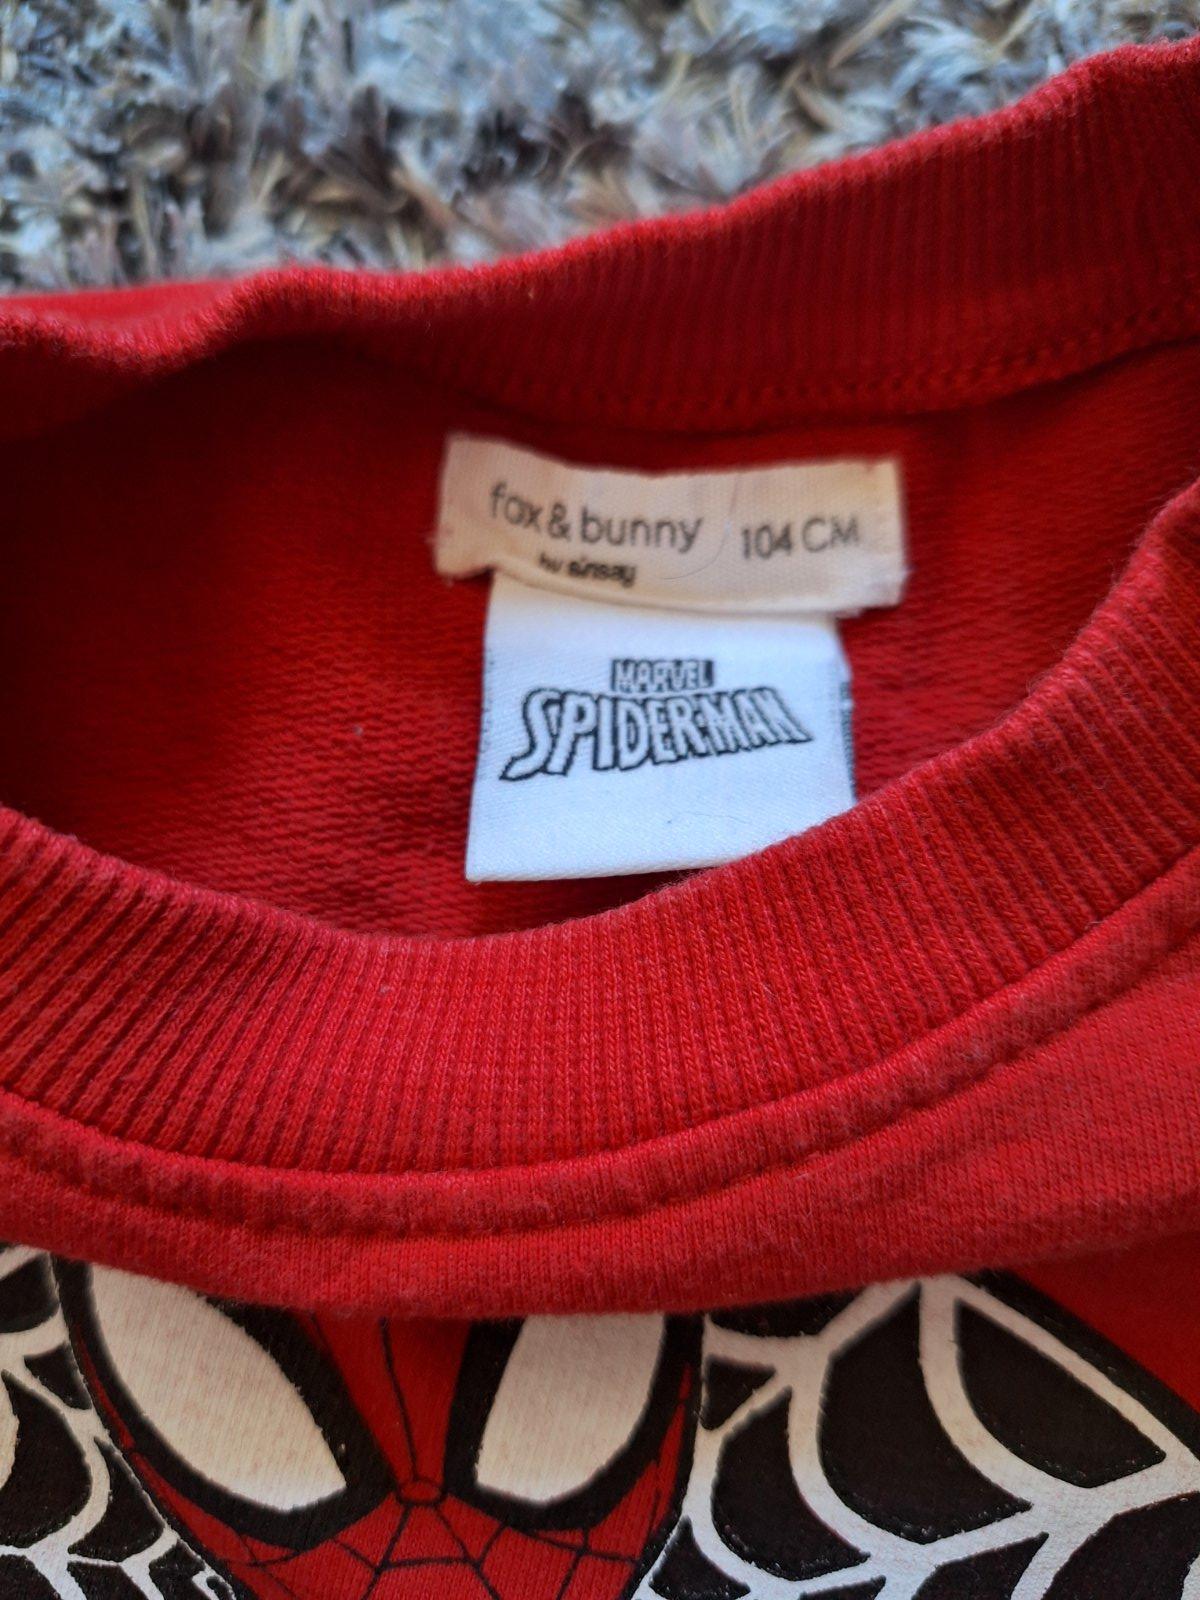 fox & bunny 104 CM
by sinsay
MARVEL
SPIDER-MAN